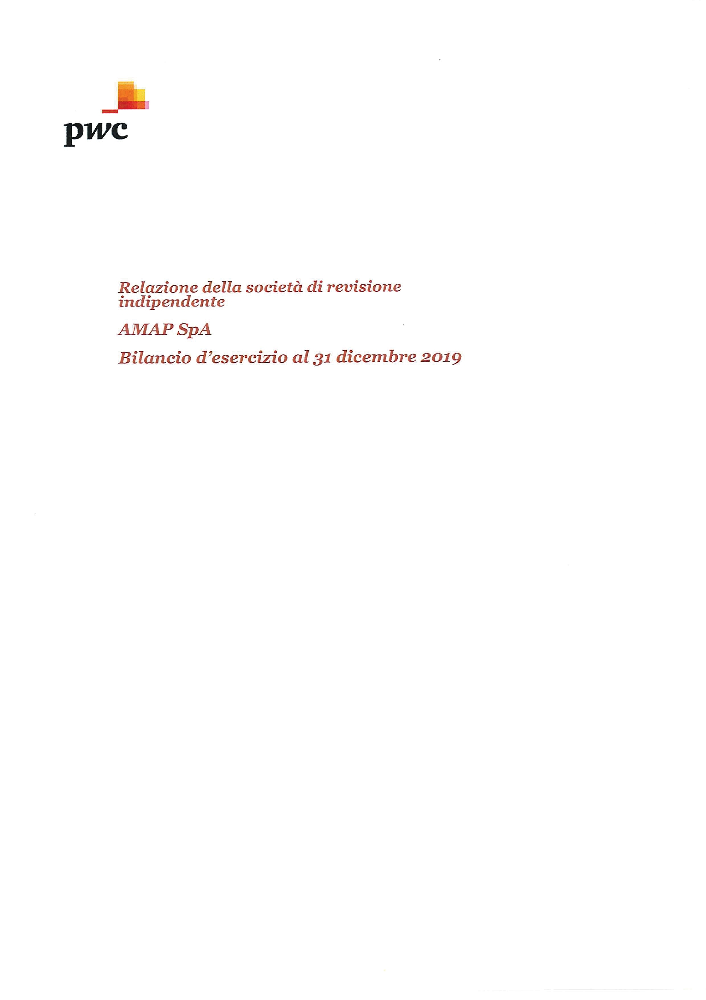 pwc
Relazione della società di revisione
indipendente
AMAP SpA
Bilancio d’esercizio al 31 dicembre 2019